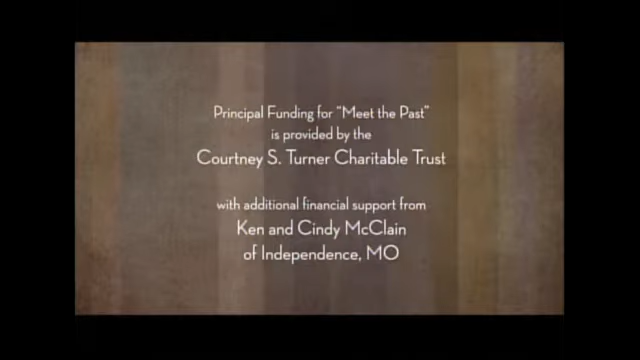 Principal Funding for “Meet the Past”
is provided by the
Courtney S. Turner Charitable Trust
with additional financial support from
Ken and Cindy McClain
of Independence, MO